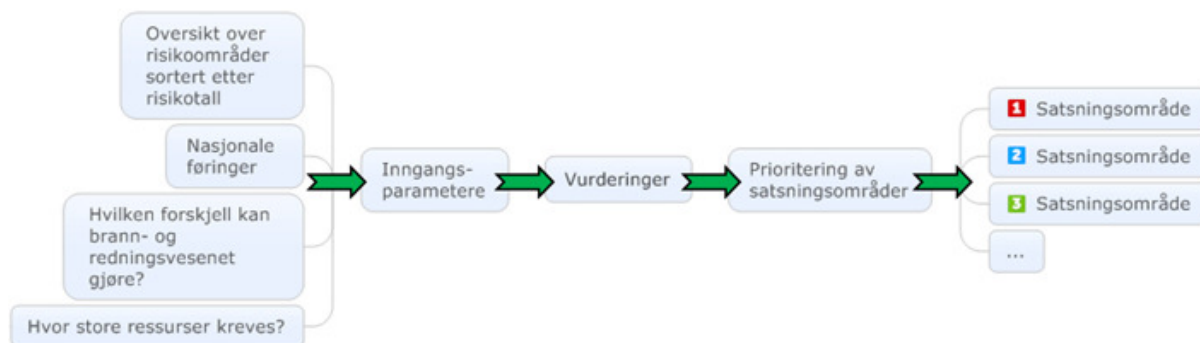 Oversikt over
risikoområder
sortert etter
risikotall
Nasjonale
føringer
Hvilken forskjell kan
brann- og
redningsvesenet
gjøre?
Hvor store ressurser kreves?
Inngangs-
parametere
Vurderinger
Prioritering av
satsningsområder
1 Satsningsområde
2 Satsningsområde
3 Satsningsområde
...